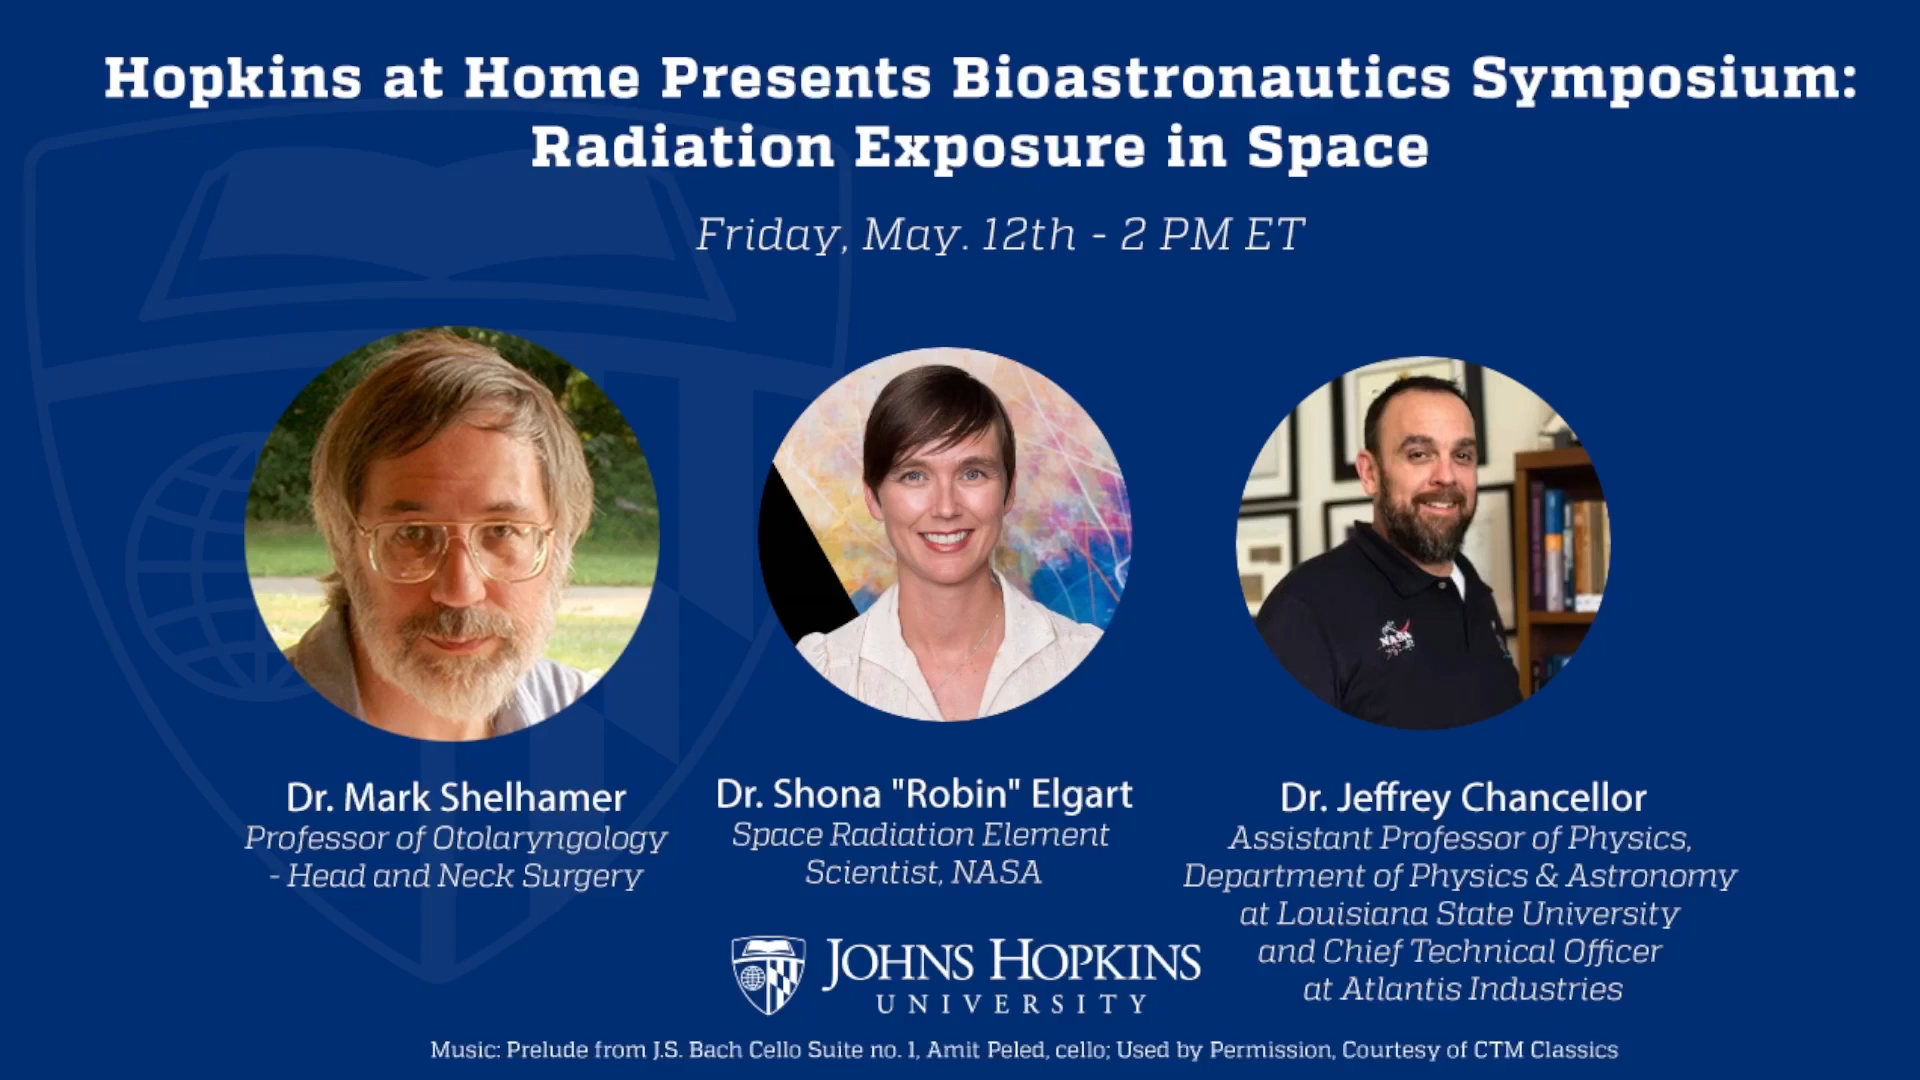 Hopkins at Home Presents Bioastronautics Symposium:
Radiation Exposure in Space
Friday, May. 12th - 2 PM ET
NASA
Dr. Mark Shelhamer
Professor of Otolaryngology
- Head and Neck Surgery
Dr. Shona "Robin" Elgart
Space Radiation Element
Scientist, NASA
Dr. Jeffrey Chancellor
Assistant Professor of Physics,
Department of Physics & Astronomy
at Louisiana State University
and Chief Technical Officer
at Atlantis Industries
JOHNS HOPKINS
UNIVERSITY
Music: Prelude from J.S. Bach Cello Suite no. 1, Amit Peled, cello; Used by Permission, Courtesy of CTM Classics